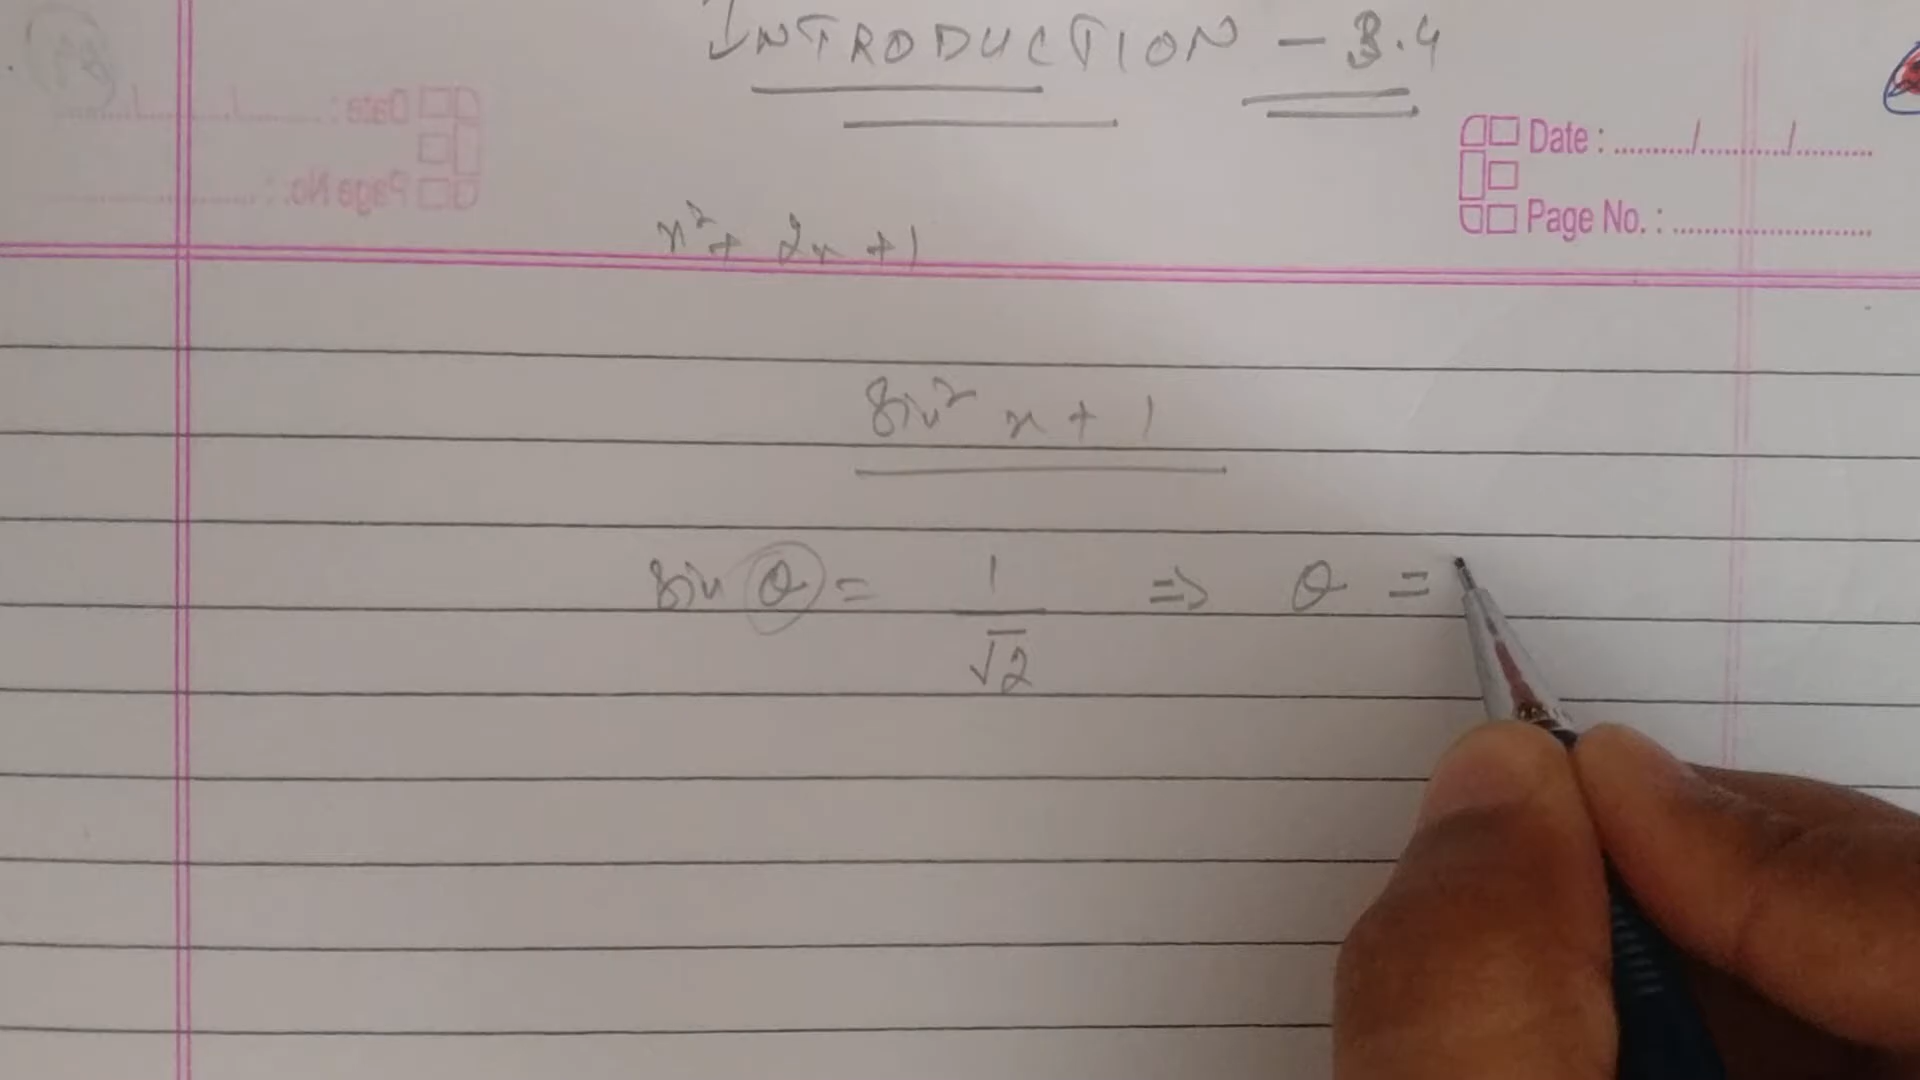 INTRODUCTION - 3.4
Date : ........../.........../..........
Page No. : ......................
x² + 2x + 1
sin² x + 1
sin θ = 1/√2 => θ =